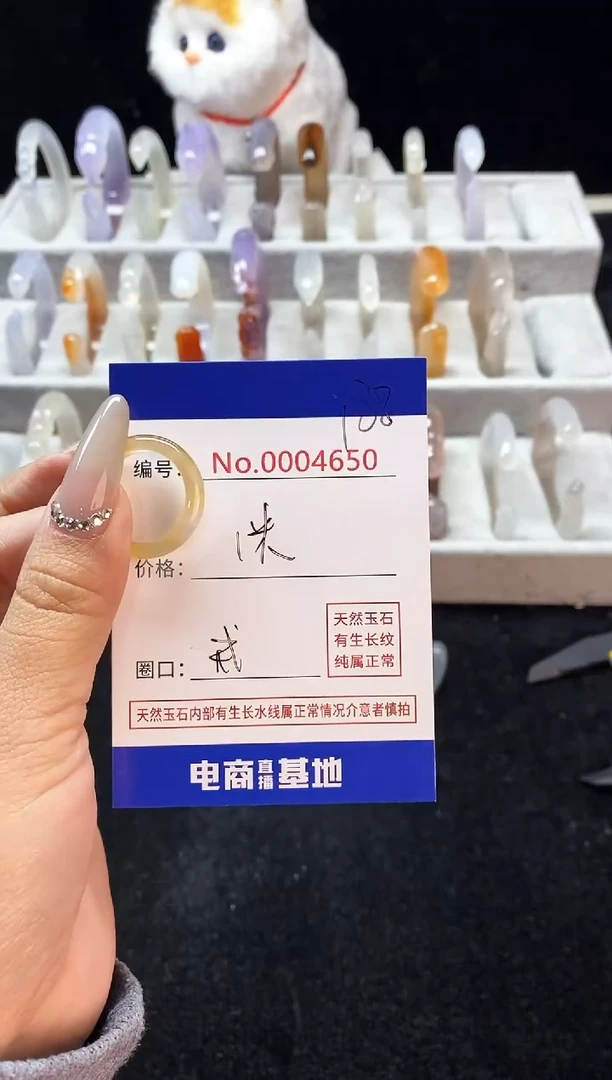 138
编号: No.0004650
价格:
天然玉石
有生长纹
纯属正常
圈口: 戒
天然玉石内部有生长水线属正常情况介意者慎拍
电商直播基地